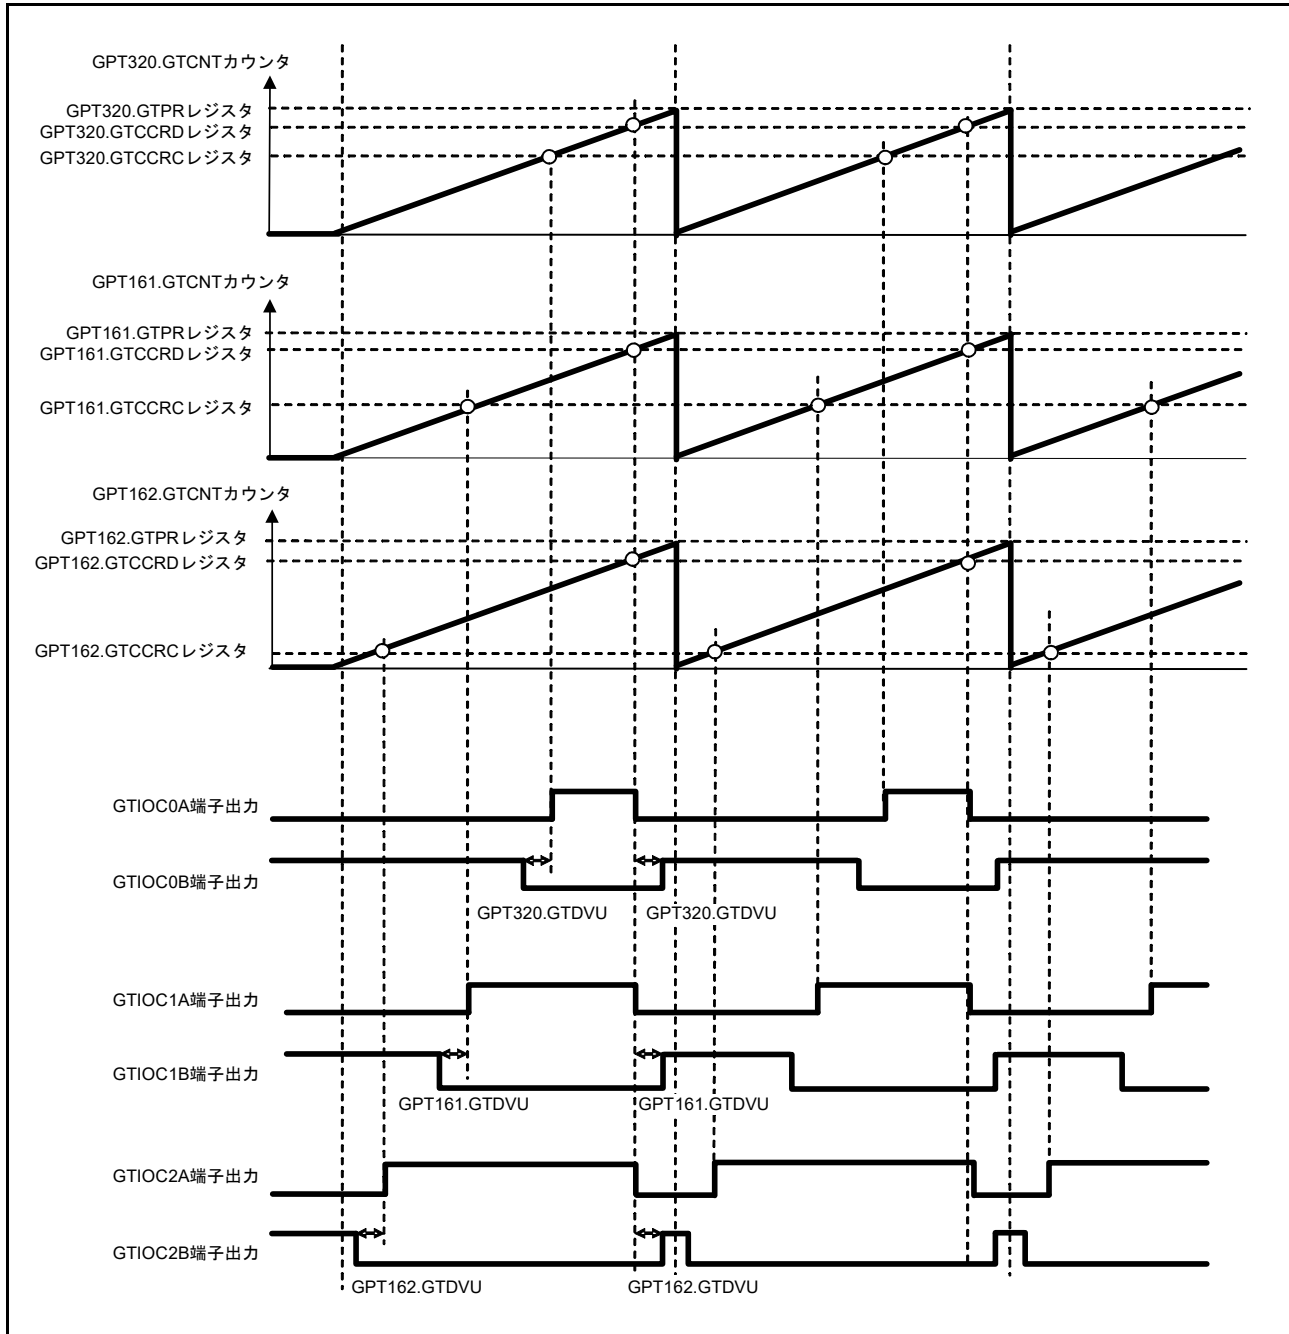 GPT320.GTCNTカウンタ
GPT320.GTPRレジスタ
GPT320.GTCCRDレジスタ
GPT320.GTCCRCレジスタ
GPT161.GTCNTカウンタ
GPT161.GTPRレジスタ
GPT161.GTCCRDレジスタ
GPT161.GTCCRCレジスタ
GPT162.GTCNTカウンタ
GPT162.GTPRレジスタ
GPT162.GTCCRDレジスタ
GPT162.GTCCRCレジスタ
GTIOC0A端子出力
GTIOC0B端子出力
GPT320.GTDVU GPT320.GTDVU
GTIOC1A端子出力
GTIOC1B端子出力
GPT161.GTDVU GPT161.GTDVU
GTIOC2A端子出力
GTIOC2B端子出力
GPT162.GTDVU GPT162.GTDVU